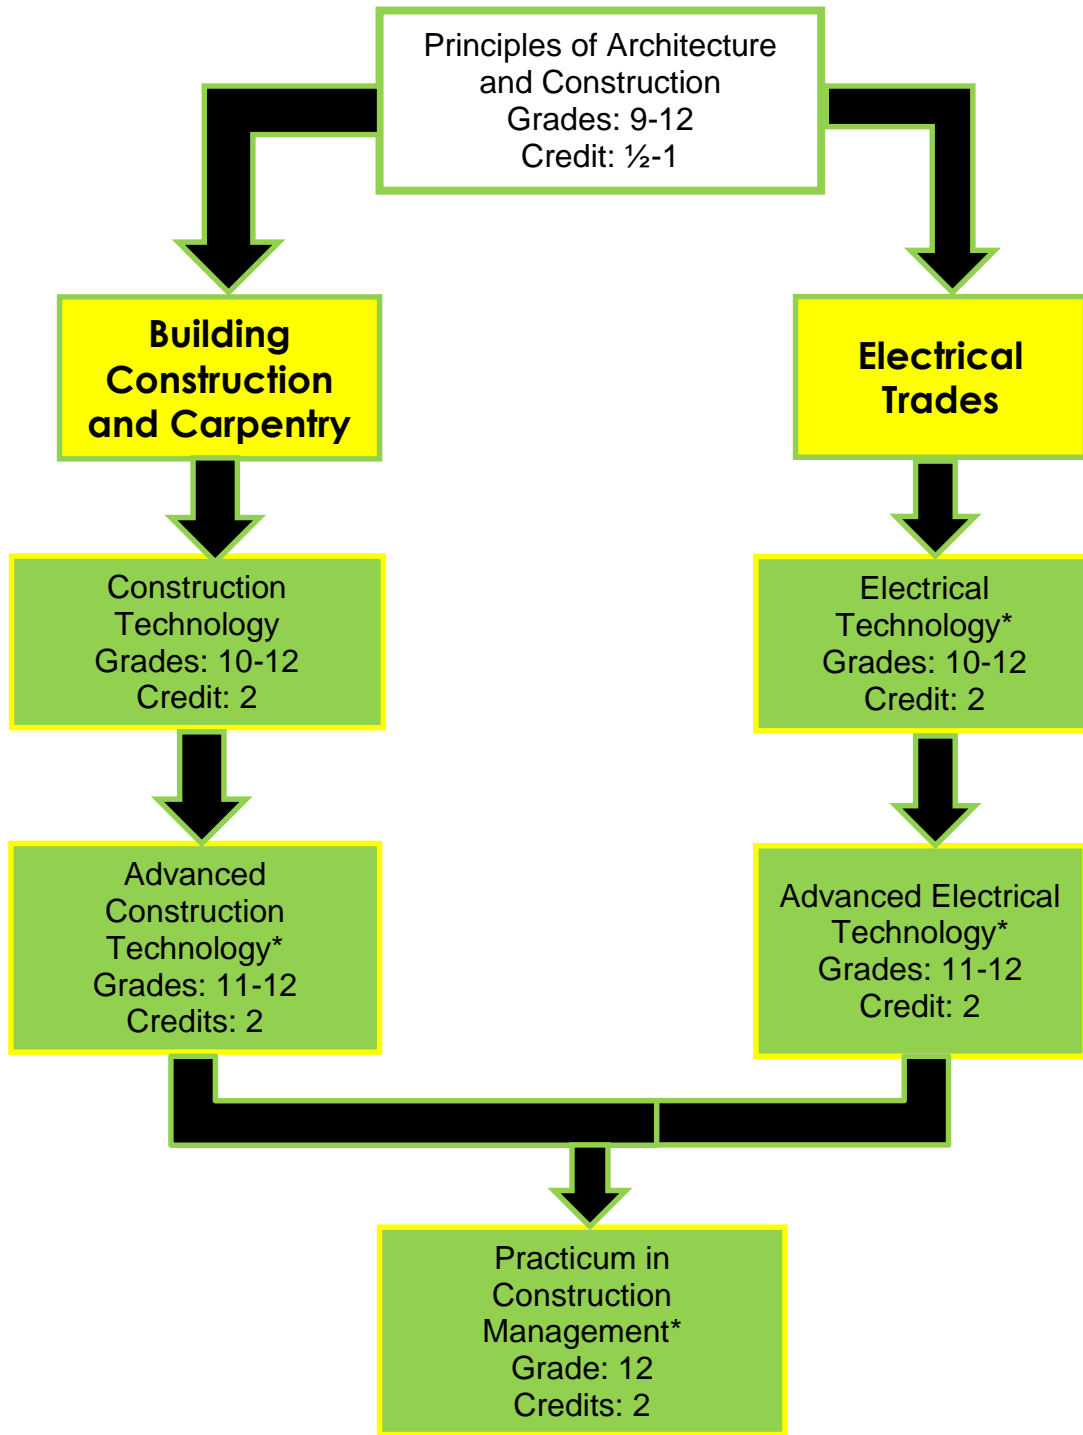 Principles of Architecture
and Construction
Grades: 9-12
Credit: ½-1
Building
Construction
and Carpentry
Electrical
Trades
Construction
Technology
Grades: 10-12
Credit: 2
Electrical
Technology*
Grades: 10-12
Credit: 2
Advanced
Construction
Technology*
Grades: 11-12
Credits: 2
Advanced Electrical
Technology*
Grades: 11-12
Credit: 2
Practicum in
Construction
Management*
Grade: 12
Credits: 2